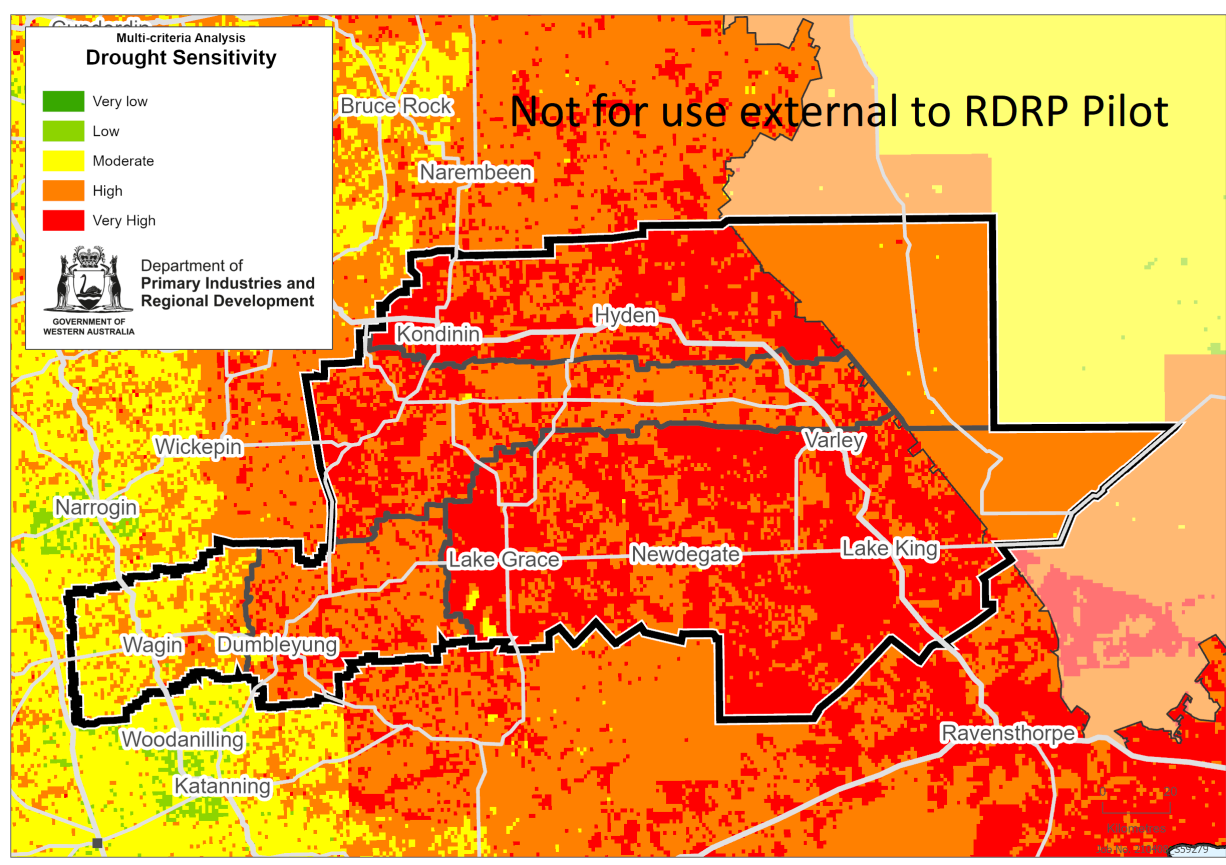 Multi-criteria Analysis
Drought Sensitivity
Very low
Low
Moderate
High
Very High
Department of
Primary Industries and
Regional Development
GOVERNMENT OF
WESTERN AUSTRALIA
Not for use external to RDRP Pilot
Bruce Rock
Narembeen
Hyden
Kondinin
Wickepin
Varley
Narrogin
Lake Grace
Newdegate
Lake King
Wagin
Dumbleyung
Woodanilling
Ravensthorpe
Katanning
Kilometres